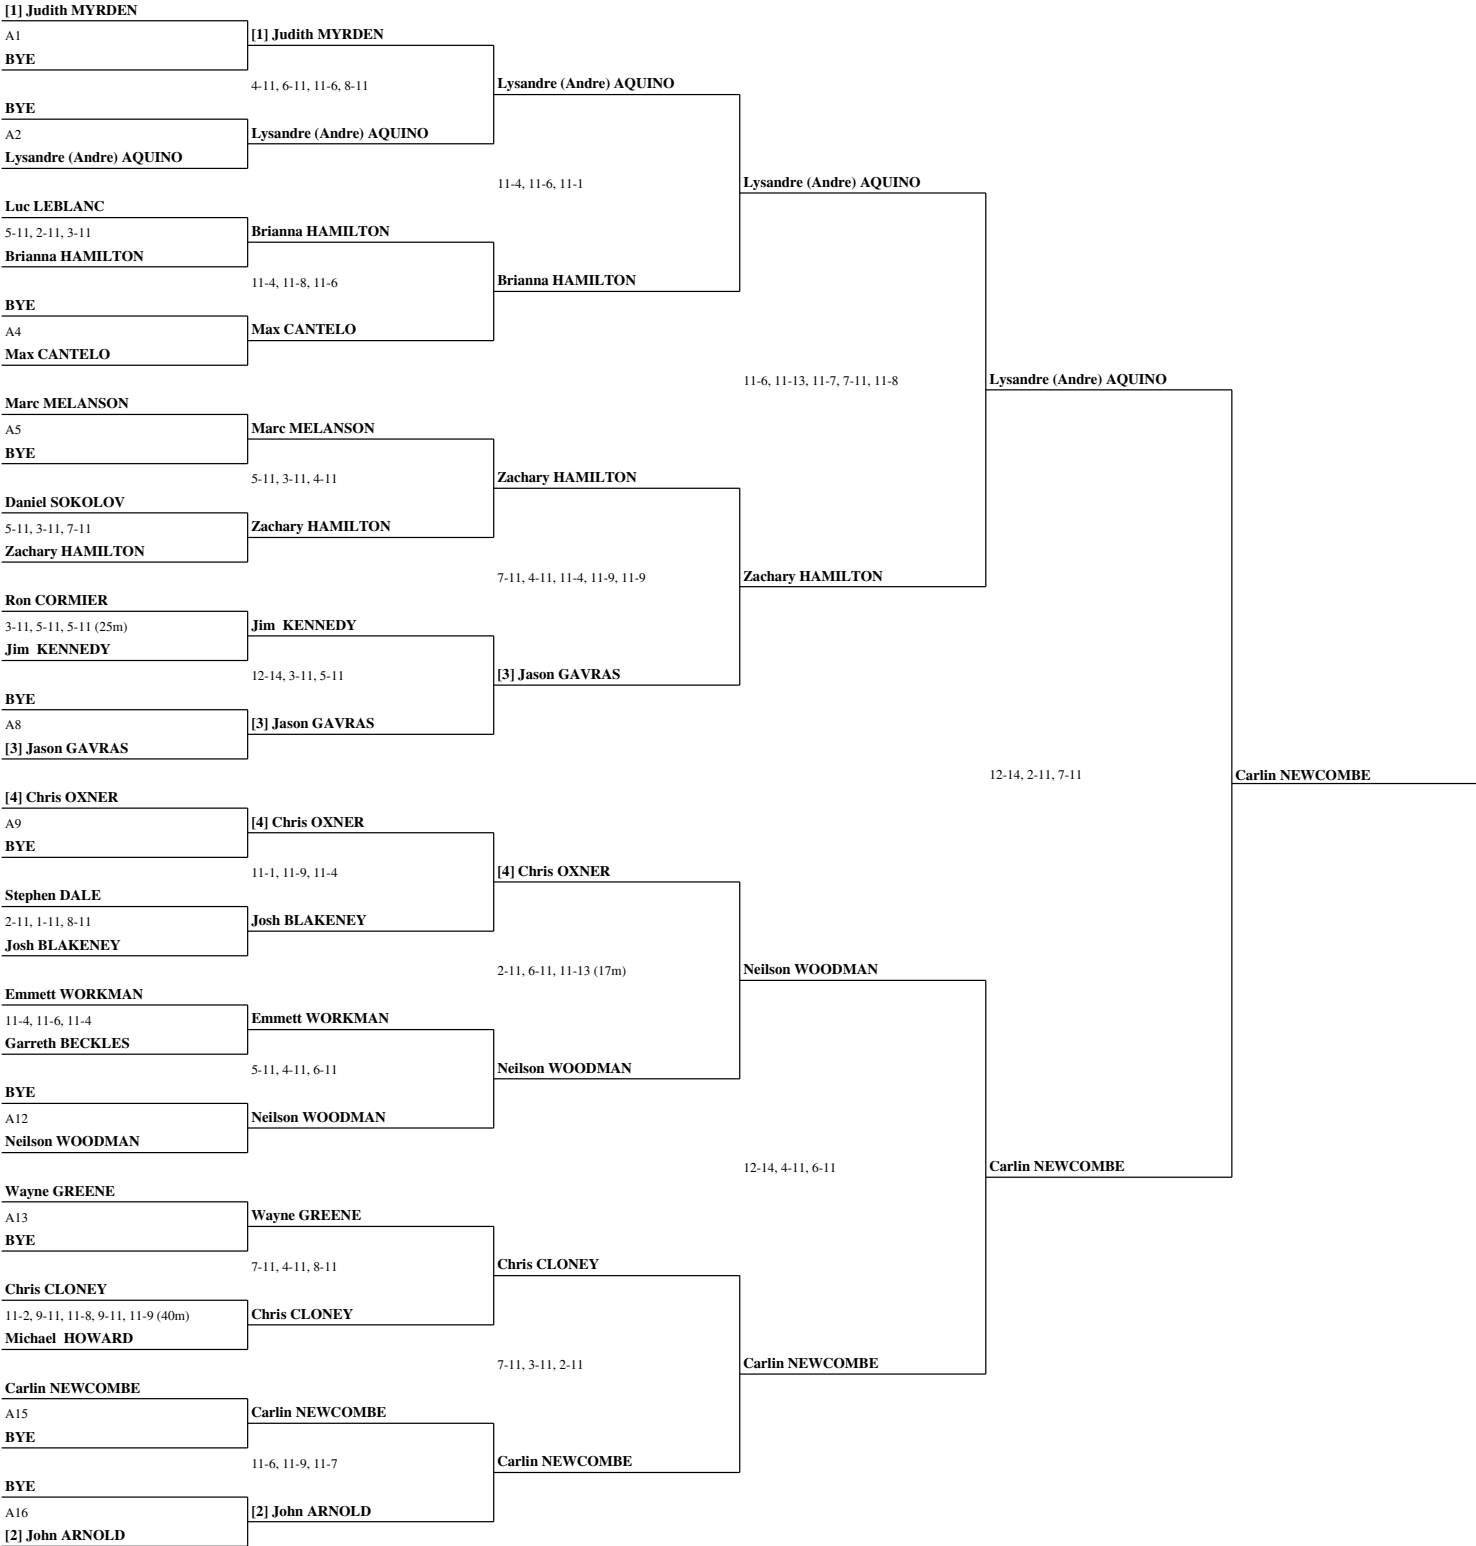 [1] Judith MYRDEN
A1
BYE
BYE
A2
Lysandre (Andre) AQUINO
Luc LEBLANC
5-11, 2-11, 3-11
Brianna HAMILTON
BYE
A4
Max CANTELO
Marc MELANSON
A5
BYE
Daniel SOKOLOV
5-11, 3-11, 7-11
Zachary HAMILTON
Ron CORMIER
3-11, 5-11, 5-11 (25m)
Jim  KENNEDY
BYE
A8
[3] Jason GAVRAS
[4] Chris OXNER
A9
BYE
Stephen DALE
2-11, 1-11, 8-11
Josh BLAKENEY
Emmett WORKMAN
11-4, 11-6, 11-4
Garreth BECKLES
BYE
A12
Neilson WOODMAN
Wayne GREENE
A13
BYE
Chris CLONEY
11-2, 9-11, 11-8, 9-11, 11-9 (40m)
Michael  HOWARD
Carlin NEWCOMBE
A15
BYE
BYE
A16
[2] John ARNOLD
[1] Judith MYRDEN
4-11, 6-11, 11-6, 8-11
Lysandre (Andre) AQUINO
Brianna HAMILTON
11-4, 11-8, 11-6
Max CANTELO
Marc MELANSON
5-11, 3-11, 4-11
Zachary HAMILTON
Jim  KENNEDY
12-14, 3-11, 5-11
[3] Jason GAVRAS
[4] Chris OXNER
11-1, 11-9, 11-4
Josh BLAKENEY
Emmett WORKMAN
5-11, 4-11, 6-11
Neilson WOODMAN
Wayne GREENE
7-11, 4-11, 8-11
Chris CLONEY
Carlin NEWCOMBE
11-6, 11-9, 11-7
[2] John ARNOLD
Lysandre (Andre) AQUINO
11-4, 11-6, 11-1
Brianna HAMILTON
Zachary HAMILTON
7-11, 4-11, 11-4, 11-9, 11-9
[3] Jason GAVRAS
[4] Chris OXNER
2-11, 6-11, 11-13 (17m)
Neilson WOODMAN
Chris CLONEY
7-11, 3-11, 2-11
Carlin NEWCOMBE
Lysandre (Andre) AQUINO
11-6, 11-13, 11-7, 7-11, 11-8
Zachary HAMILTON
Neilson WOODMAN
12-14, 4-11, 6-11
Carlin NEWCOMBE
Lysandre (Andre) AQUINO
12-14, 2-11, 7-11
Carlin NEWCOMBE
Carlin NEWCOMBE